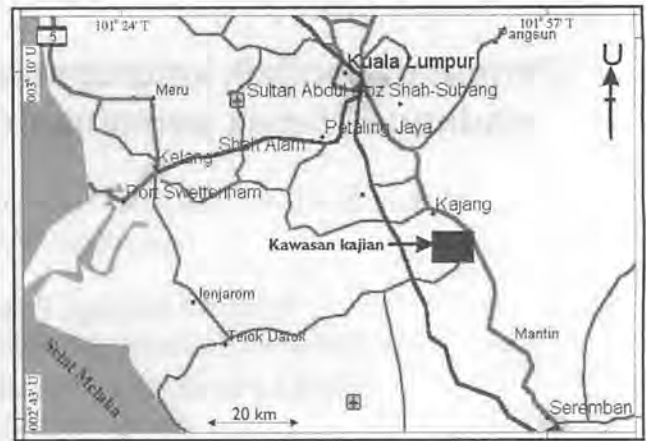 101° 24' T
101° 57' T
5
Pangsun
U
Kuala Lumpur
003° 10' U
Meru
Sultan Abdul Aziz Shah-Subang
Petaling Jaya
Shah Alam
Kelang
Port Swettenham
Kajang
Kawasan kajian
Jenjarom
Telok Datok
Mantin
Selat Melaka
002° 43' U
20 km
Seremban